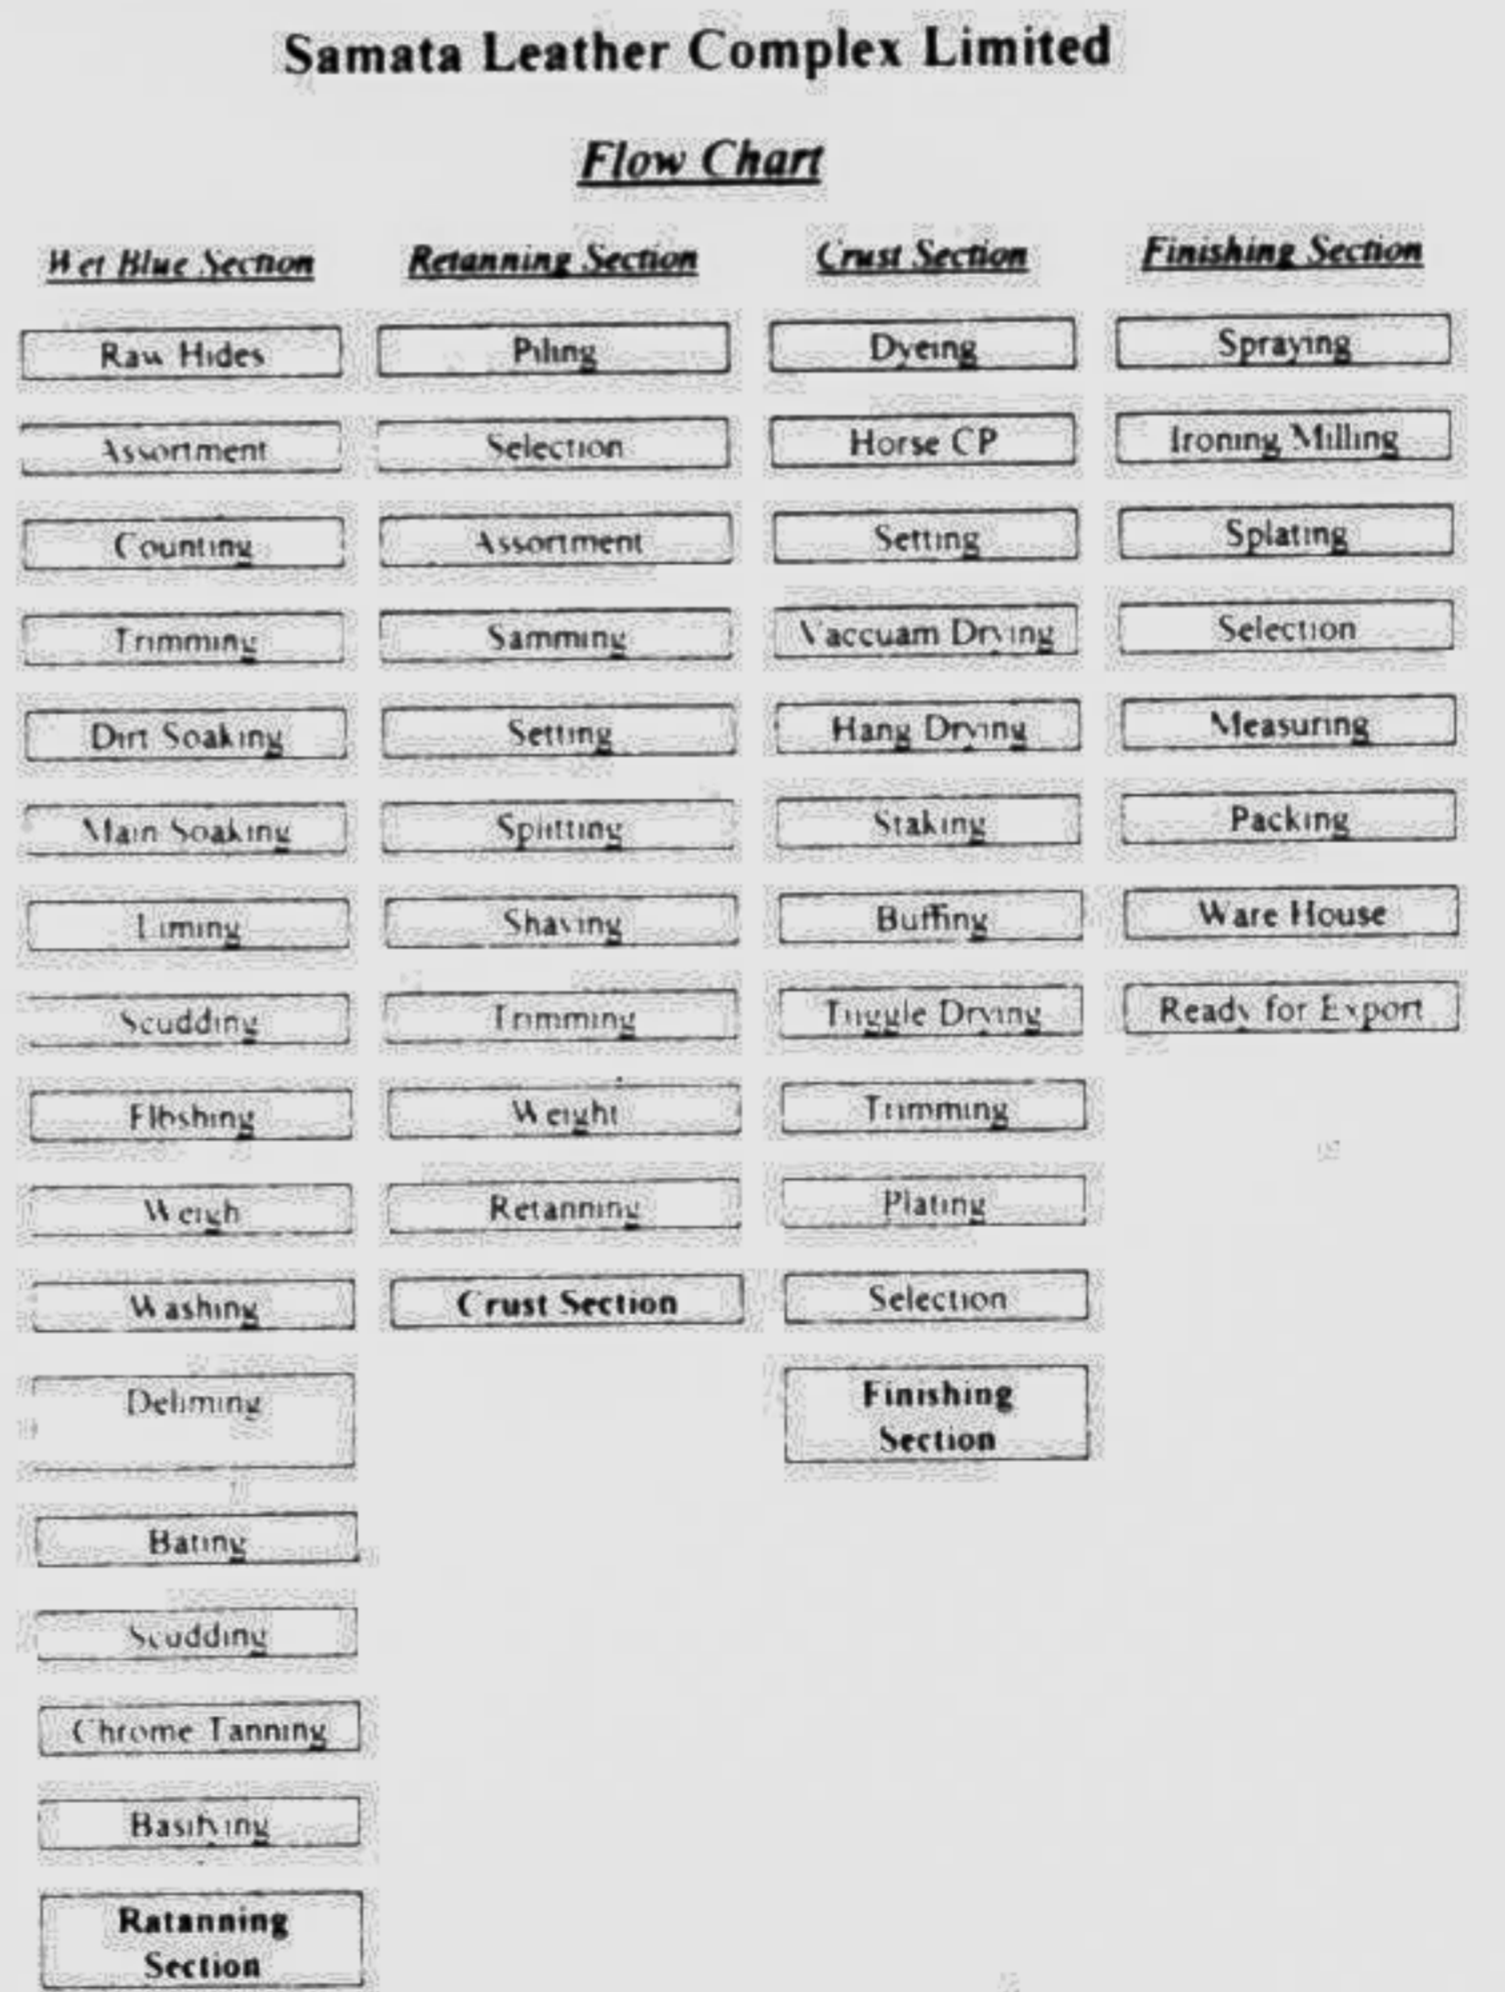 Samata Leather Complex Limited
Flow Chart
Wet Blue Section
Raw Hides
Assortment
Counting
Trimming
Dirt Soaking
Main Soaking
Liming
Scudding
Weigh
Washing
Deliming
Bating
Scudding
Chrome Tanning
Basifying
Ratanning
Section
Retanning Section
Piling
Selection
Assortment
Samming
Setting
Splitting
Shaving
Trimming
Weight
Retanning
Crust Section
Crust Section
Dyeing
Horse CP
Setting
Vaccuam Drying
Hang Drying
Staking
Buffing
Tuggle Drying
Trimming
Plating
Selection
Finishing
Section
Finishing Section
Spraying
Ironing Milling
Splating
Selection
Measuring
Packing
Ware House
Ready for Export